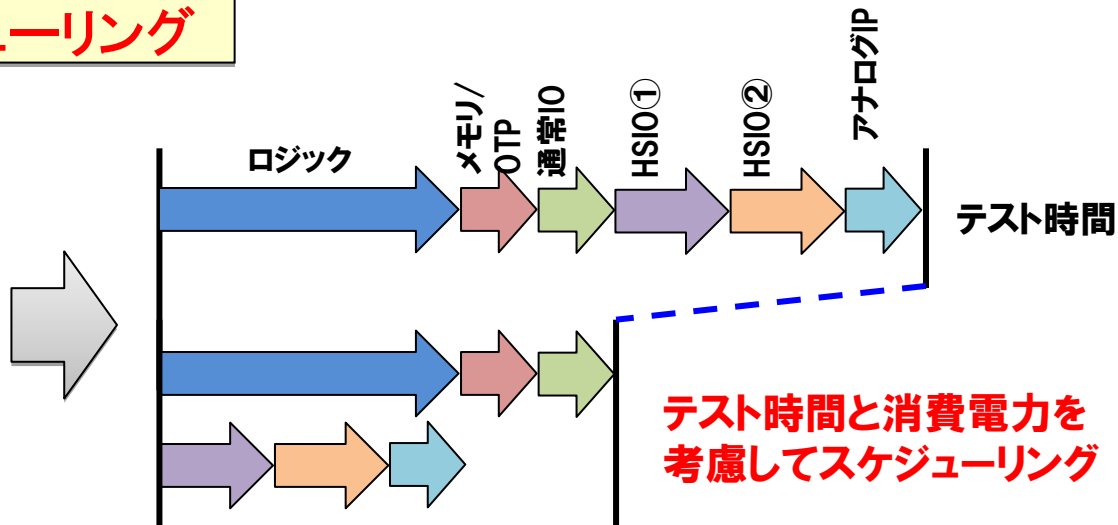 ューリング
ロジック
メモリ/
OTP
通常IO
HSIO①
HSIO②
アナログIP
テスト時間
テスト時間と消費電力を
考慮してスケジューリング